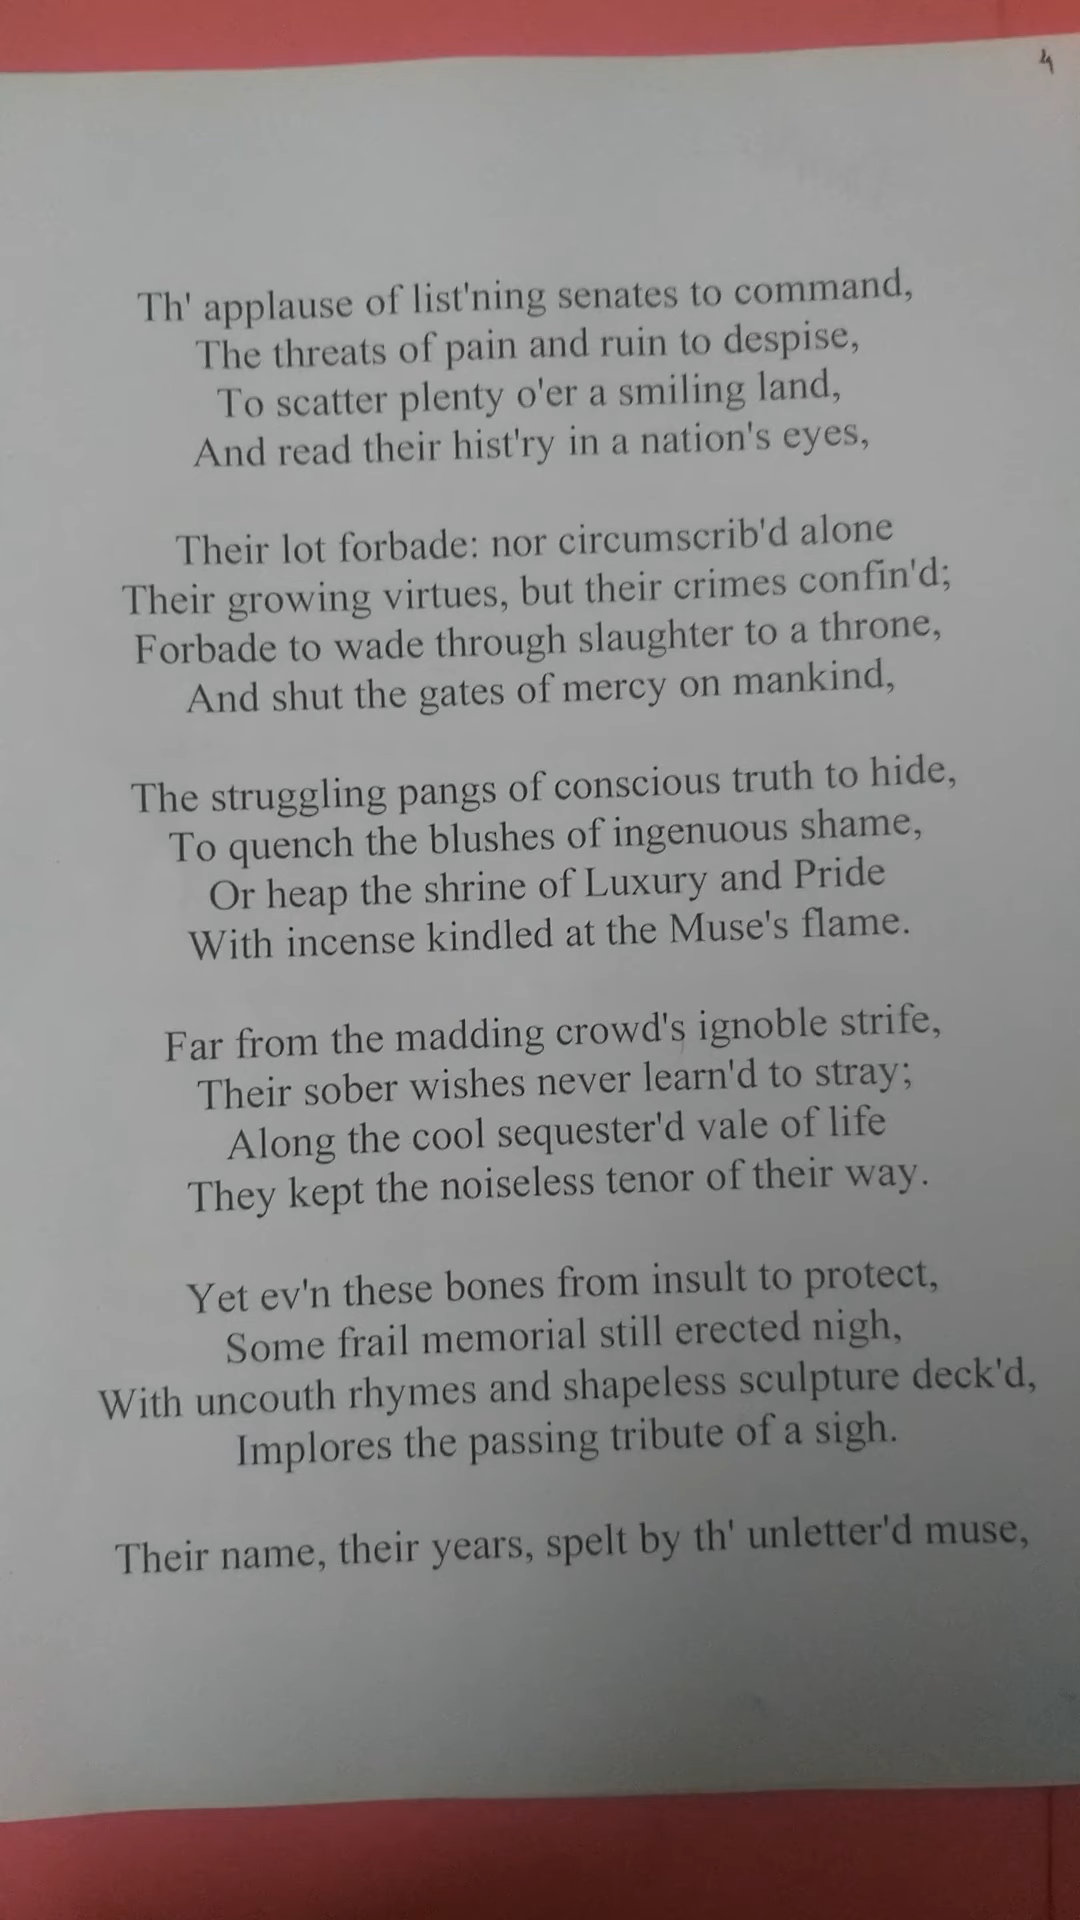 4
Th' applause of list'ning senates to command,
The threats of pain and ruin to despise,
To scatter plenty o'er a smiling land,
And read their hist'ry in a nation's eyes,
Their lot forbade: nor circumscrib'd alone
Their growing virtues, but their crimes confin'd;
Forbade to wade through slaughter to a throne,
And shut the gates of mercy on mankind,
The struggling pangs of conscious truth to hide,
To quench the blushes of ingenuous shame,
Or heap the shrine of Luxury and Pride
With incense kindled at the Muse's flame.
Far from the madding crowd's ignoble strife,
Their sober wishes never learn'd to stray;
Along the cool sequester'd vale of life
They kept the noiseless tenor of their way.
Yet ev'n these bones from insult to protect,
Some frail memorial still erected nigh,
With uncouth rhymes and shapeless sculpture deck'd,
Implores the passing tribute of a sigh.
Their name, their years, spelt by th' unletter'd muse,